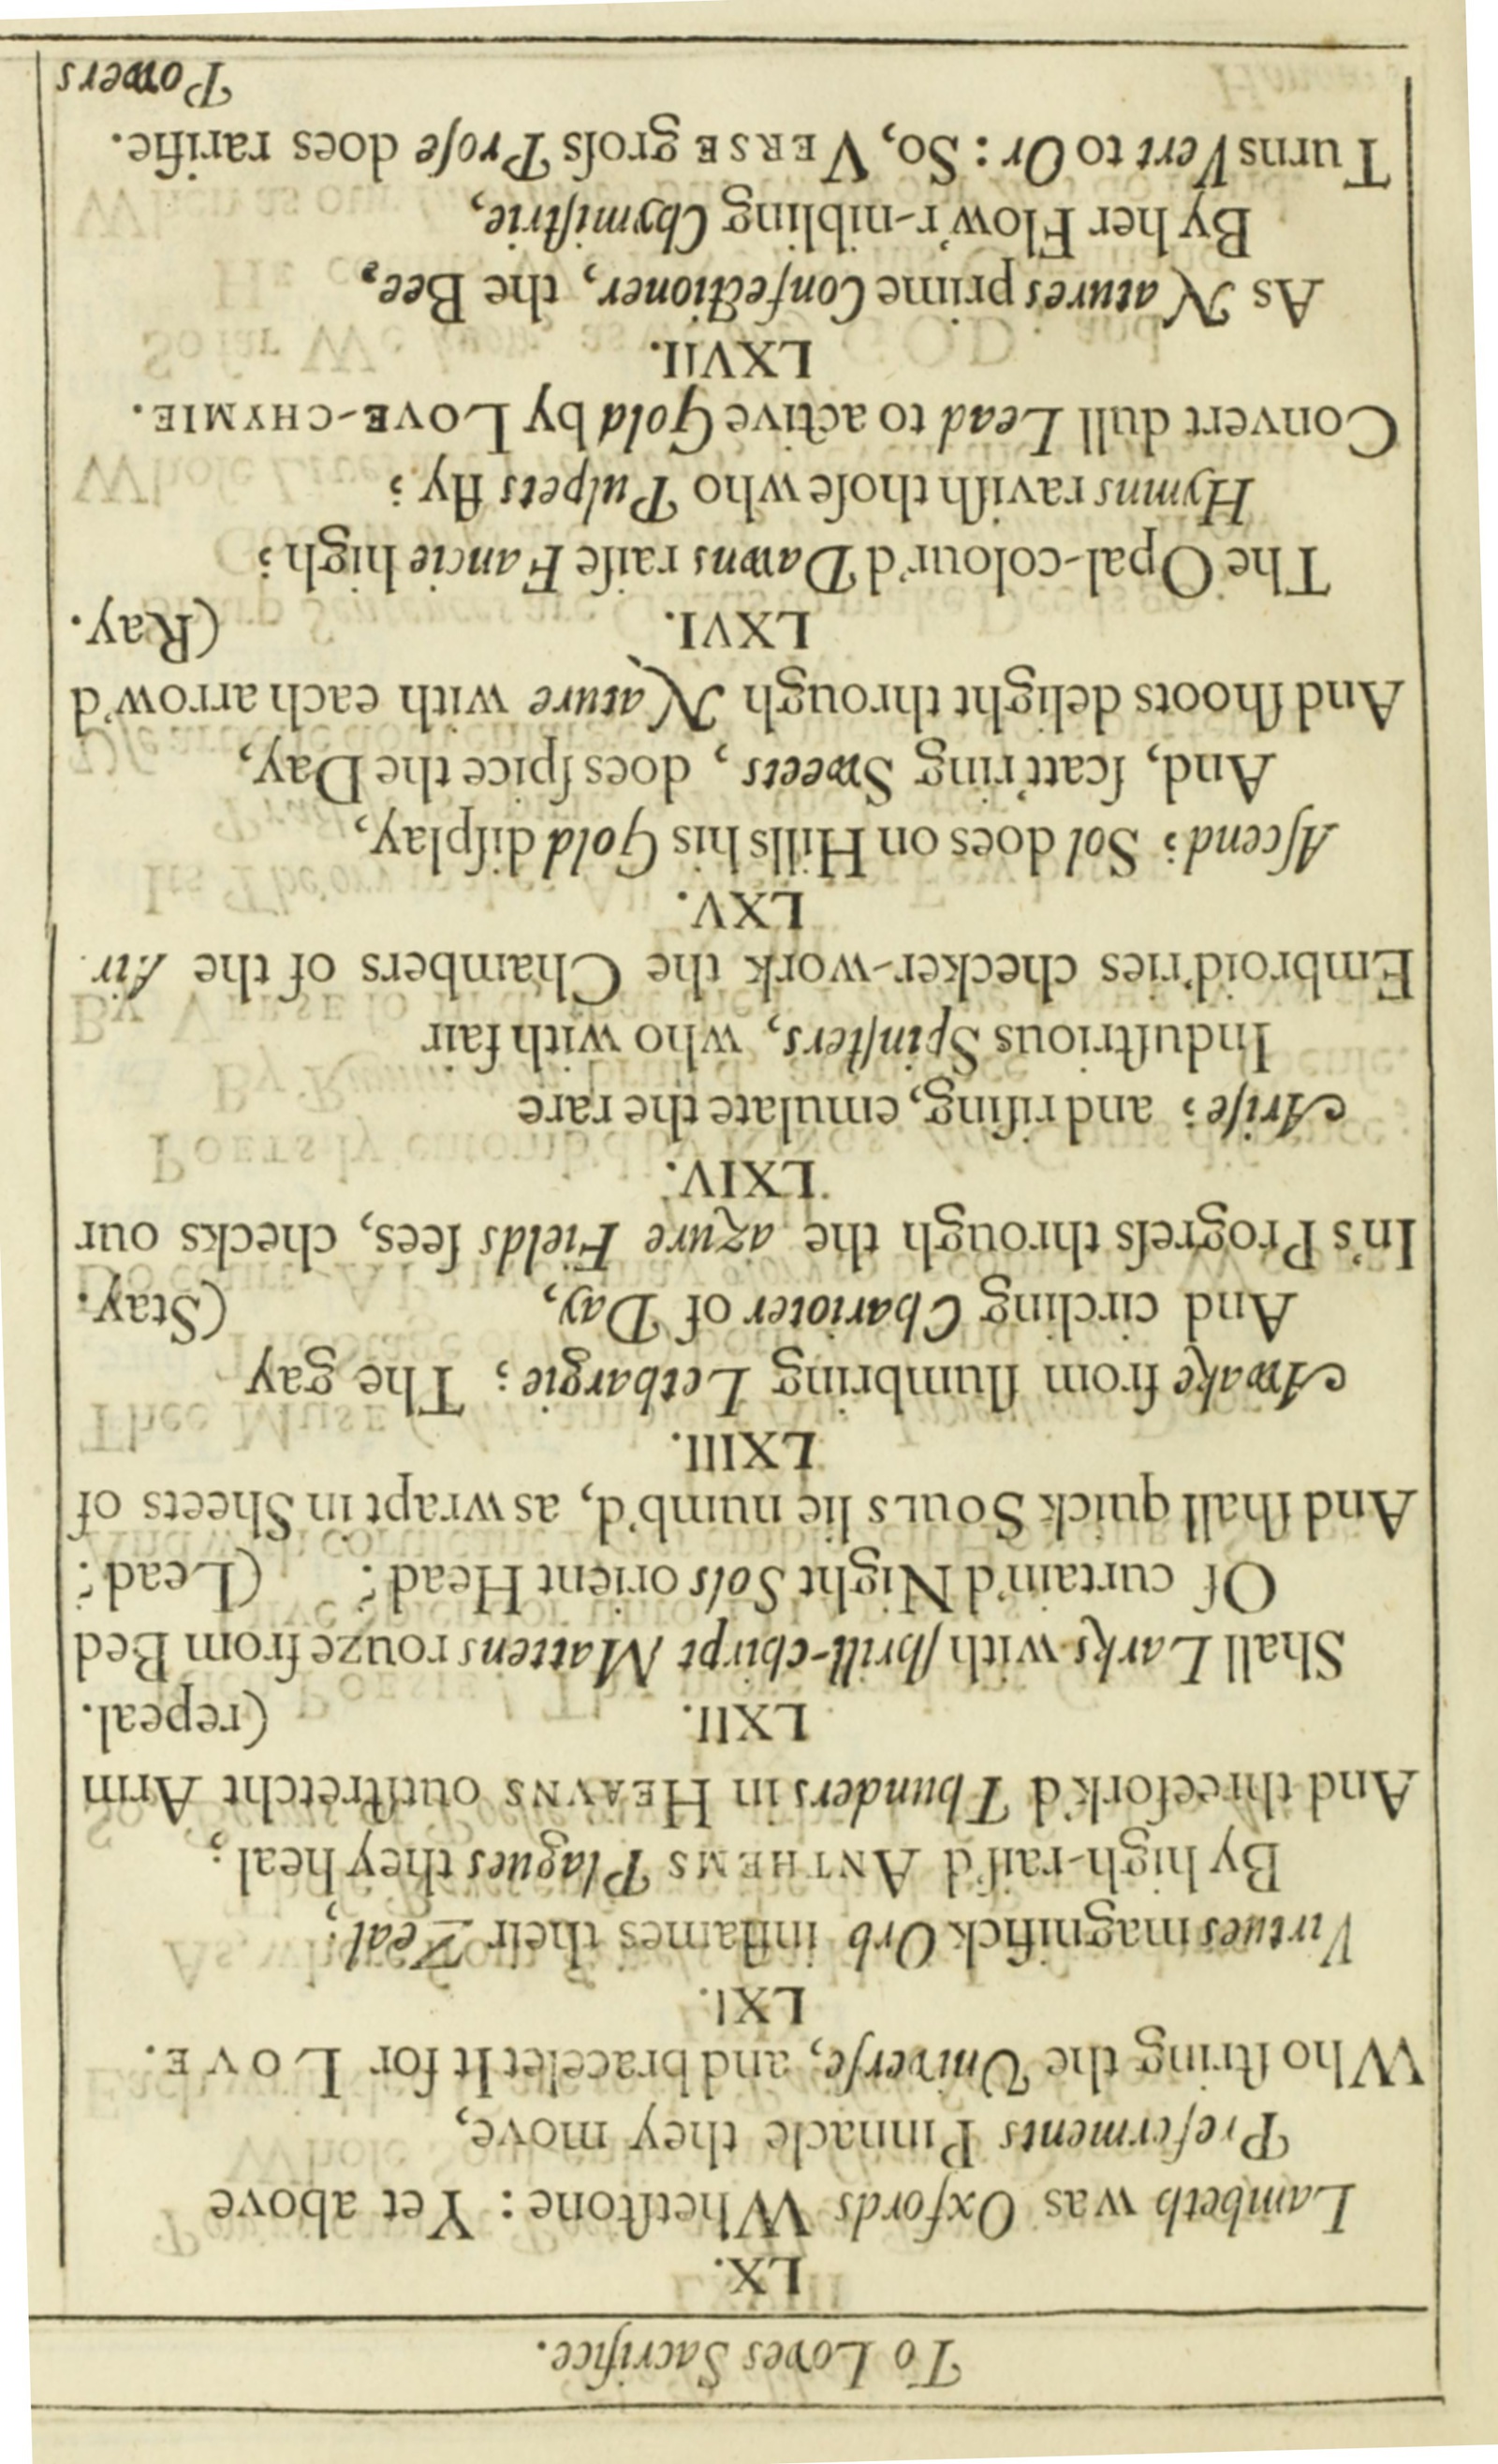 To Loves Sacrifice.
LX.
Lambeth was Oxfords Whetſtone: Yet above
Preferments Pinnacle they move,
Who ſtring the Univerſe, and bracelet It for LOVE.
LXI.
Virtues magnifick Orb inflames their Zeal;
By high-raiſ'd ANTHEMS Plagues they heal;
And threefork'd Thunders in HEAVNS outſtretcht Arm
(repeal.
LXII.
Shall Larks with ſhrill-chirpt Mattens rouze from Bed
Of curtain'd Night Sols orient Head?
And ſhall quick SOULS lie numb'd, as wrapt in Sheets of
(Lead?
LXIII.
Awake from ſlumbring Lethargie; The gay
And circling Charioter of Day,
In's Progreſs through the azure Fields ſees, checks our
(Stay.
LXIV.
Ariſe; and riſing, emulate the rare
Induſtrious Spinſters, who with fair
Embroid'ries checker-work the Chambers of the Air.
LXV.
Aſcend; Sol does on Hills his Gold diſplay,
And, ſcatt'ring Sweets, does ſpice the Day,
And ſhoots delight through Nature with each arrow'd
(Ray.
LXVI.
The Opal-colour'd Dawns raiſe Fancie high;
Hymns raviſh thoſe who Pulpets fly;
Convert dull Lead to active Gold by LOVE-CHYMIE.
LXVII.
As Natures prime Confectioner, the Bee,
By her Flow'r-nibling Chymiſtrie,
Turns Vert to Or: So, VERSE groſs Proſe does rarifie.
Powers